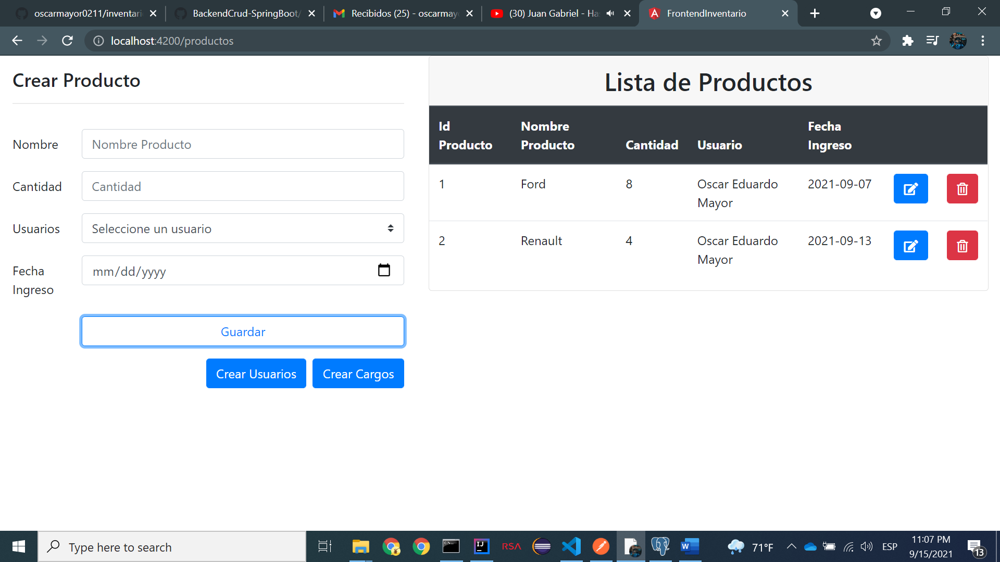 oscarmayor0211/inventari
BackendCrud-SpringBoot/
Recibidos (25) - oscarmayo
(30) Juan Gabriel - Has
FrontendInventario
localhost:4200/productos
Crear Producto
Nombre
Nombre Producto
Cantidad
Cantidad
Usuarios
Seleccione un usuario
Fecha
Ingreso
mm/dd/yyyy
Guardar
Crear Usuarios
Crear Cargos
Lista de Productos
Id
Producto
Nombre
Producto
Cantidad
Usuario
Fecha
Ingreso
1
Ford
8
Oscar Eduardo
Mayor
2021-09-07
2
Renault
4
Oscar Eduardo
Mayor
2021-09-13
Type here to search
IJ
RSA
W
71°F
ESP
11:07 PM
9/15/2021
13